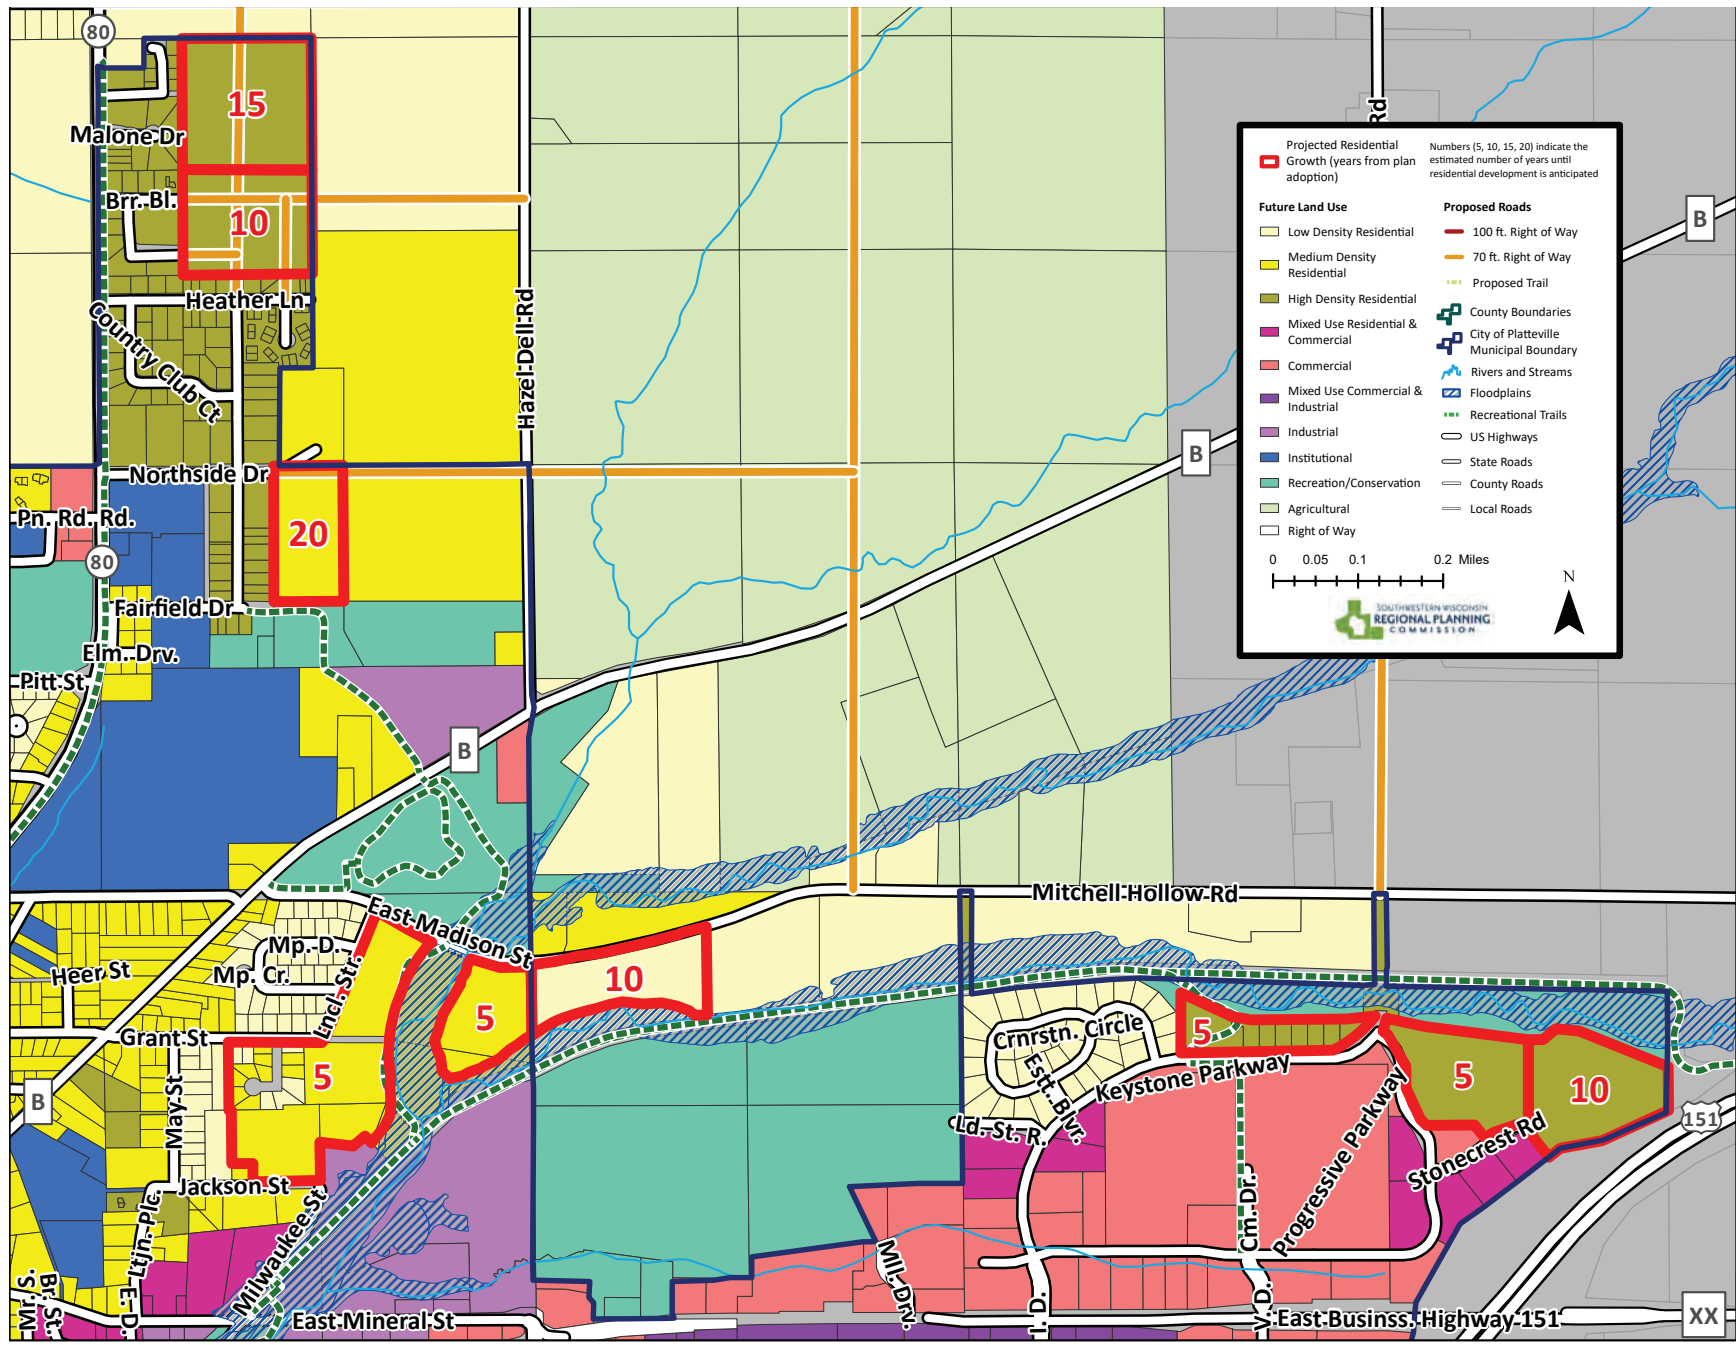 80
15
Malone Dr
Brr. Bl.
10
Heather Ln
Country Club Ct
Hazel Dell Rd
Northside Dr
Pn. Rd. Rd.
20
80
Fairfield Dr
Elm. Drv.
Pitt St
B
B
B
Rd
Projected Residential
Growth (years from plan
adoption)
Numbers (5, 10, 15, 20) indicate the
estimated number of years until
residential development is anticipated
Future Land Use
Low Density Residential
Medium Density
Residential
High Density Residential
Mixed Use Residential &
Commercial
Commercial
Mixed Use Commercial &
Industrial
Industrial
Institutional
Recreation/Conservation
Agricultural
Right of Way
Proposed Roads
100 ft. Right of Way
70 ft. Right of Way
Proposed Trail
County Boundaries
City of Platteville
Municipal Boundary
Rivers and Streams
Floodplains
Recreational Trails
US Highways
State Roads
County Roads
Local Roads
0 0.05 0.1 0.2 Miles
N
SOUTHWESTERN WISCONSIN
REGIONAL PLANNING
COMMISSION
Mitchell Hollow Rd
East Madison St
Mp. D.
Mp. Cr.
Heer St
Lncl. Str.
10
5
Grant St
5
May St
B
Jackson St
Ltjn. Plc.
Milwaukee St
Mr. S.
Br. St.
E. D.
East Mineral St
Crnrstn. Circle
Estt. Blvr.
Ld. St. R.
Keystone Parkway
5
5
10
Progressive Parkway
Stonecrest Rd
151
Cm. Dr.
Ml. Drv.
I. D.
V. D.
East Businss. Highway 151
XX